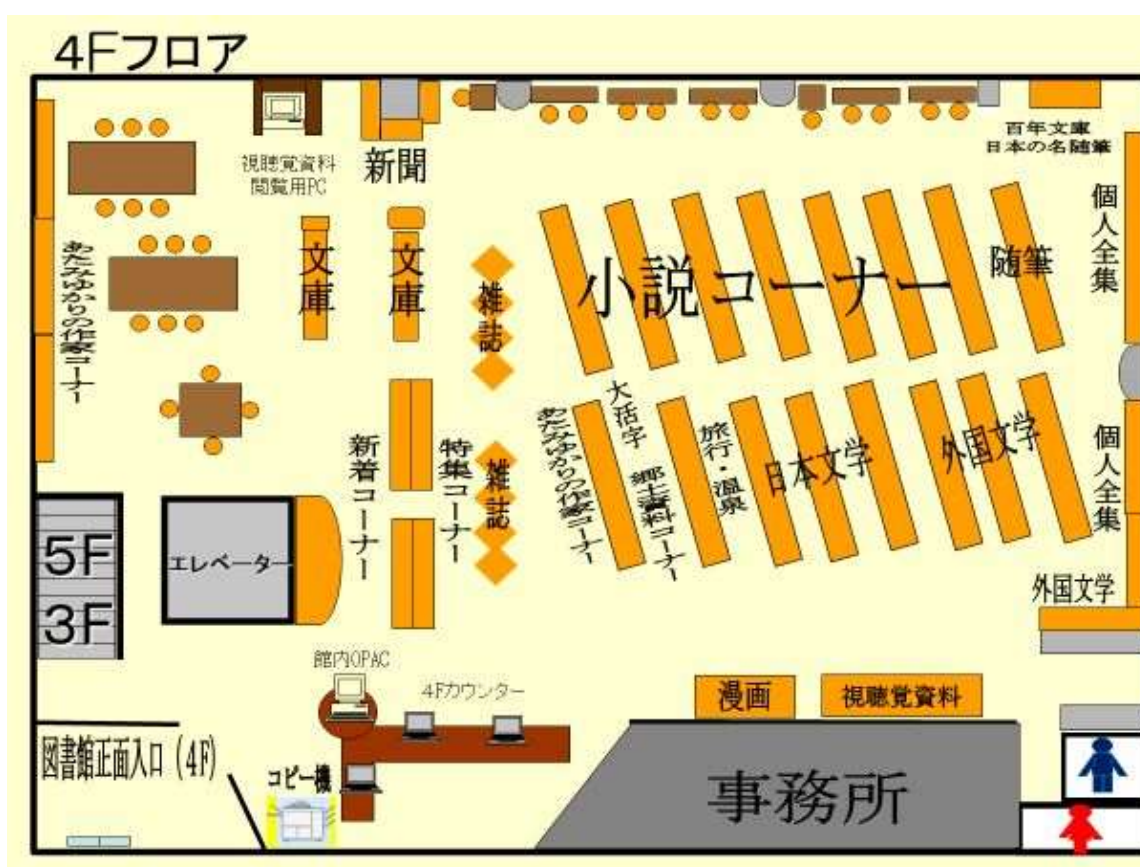 4Fフロア
百年文庫
日本の名随筆
視聴覚資料
閲覧用PC
新聞
個人全集
文庫
文庫
雑誌
小説コーナー
随筆
あたみゆかりの作家コーナー
大活字
あたみゆかりの作家コーナー
郷土資料コーナー
旅行・温泉
日本文学
外国文学
個人全集
新着コーナー
特集コーナー
雑誌
5F
3F
エレベーター
外国文学
館内OPAC
4Fカウンター
漫画
視聴覚資料
図書館正面入口(4F)
コピー機
事務所